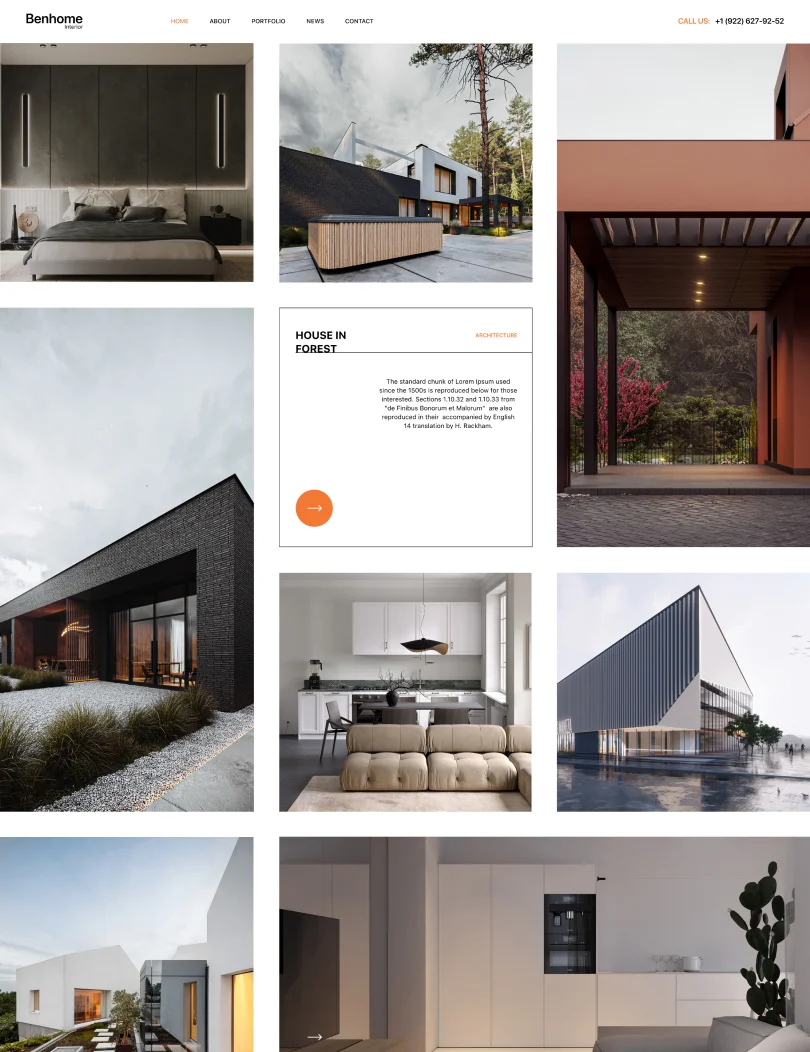 Benhome
Interior
HOME ABOUT PORTFOLIO NEWS CONTACT
CALL US: +1 (922) 627-92-52
HOUSE IN
FOREST
ARCHITECTURE
The standard chunk of Lorem Ipsum used
since the 1500s is reproduced below for those
interested. Sections 1.10.32 and 1.10.33 from
"de Finibus Bonorum et Malorum" are also
reproduced in their accompanied by English
14 translation by H. Rackham.